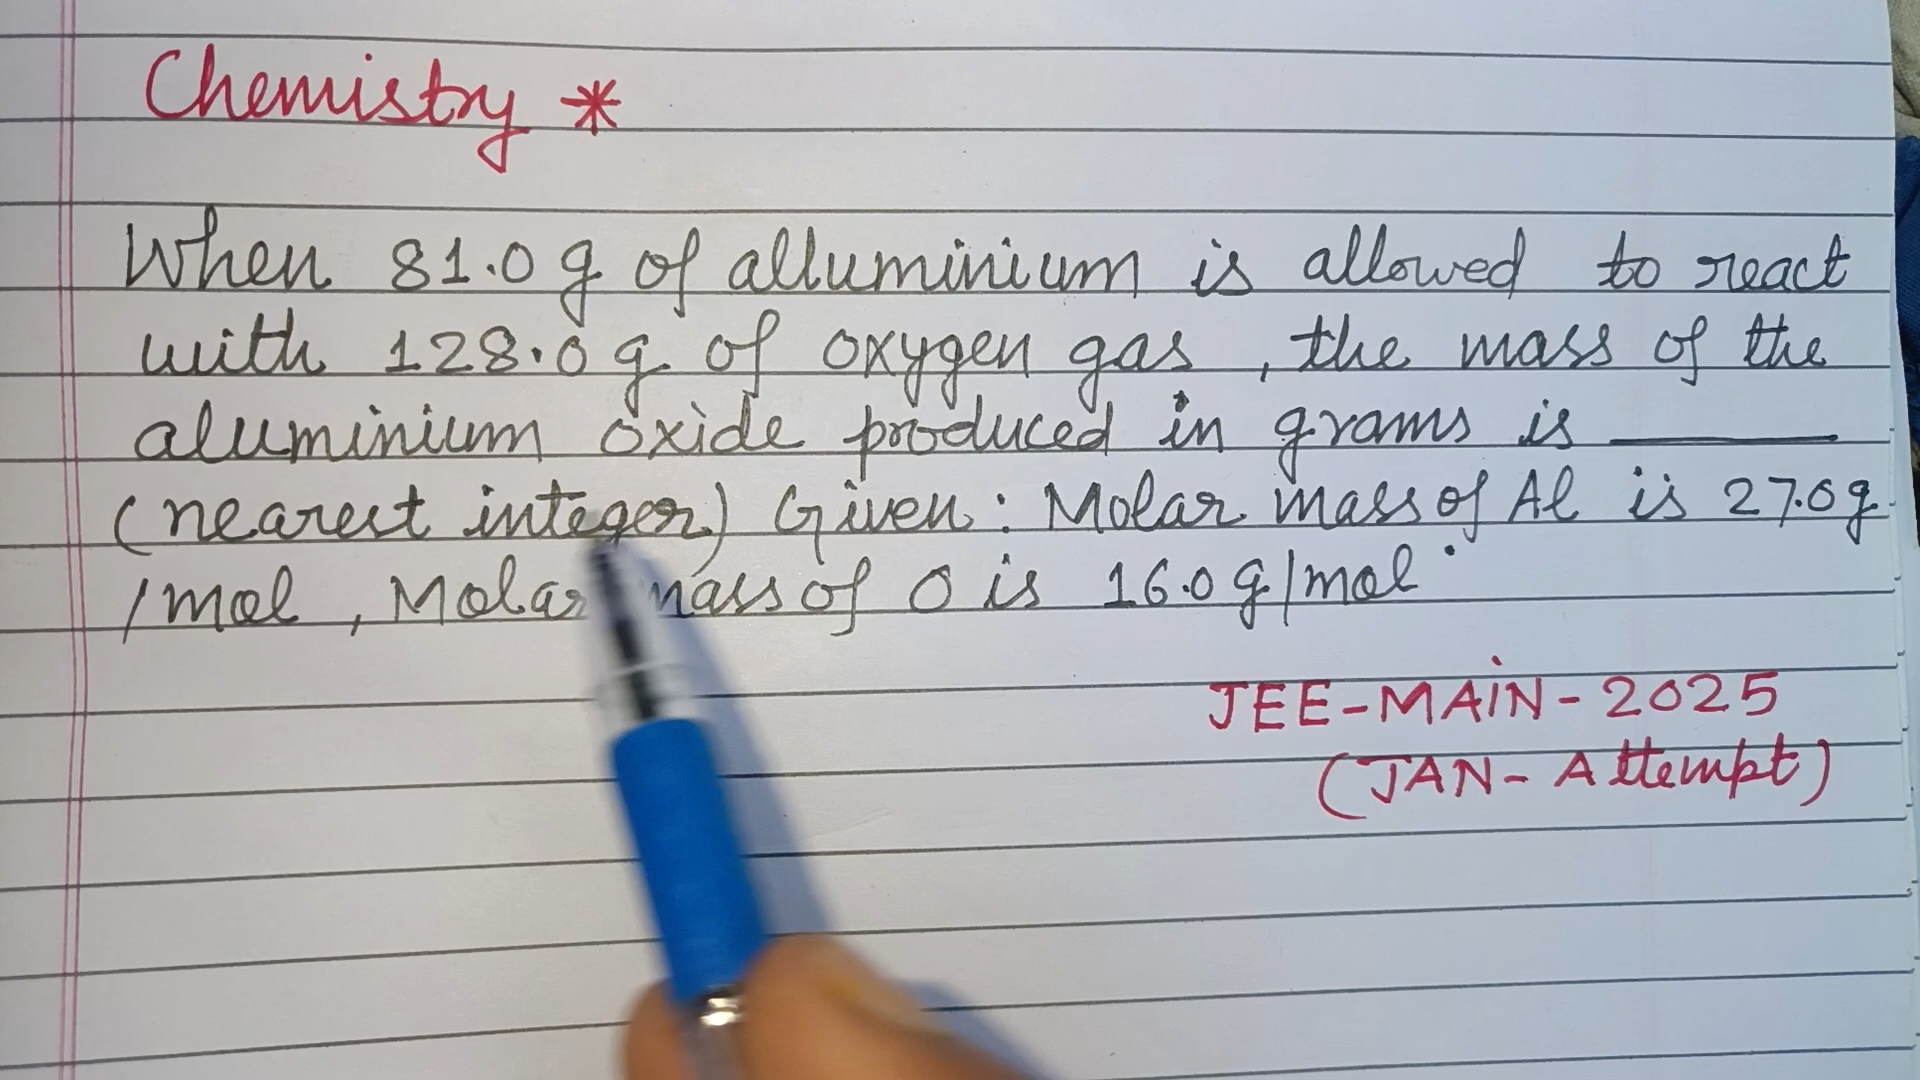 Chemistry *
When 81.0 g of alluminium is allowed to react
with 128.0 g of oxygen gas , the mass of the
aluminium oxide produced in grams is ______
(nearest integer) Given : Molar mass of Al is 27.0 g
/mol , Molar mass of O is 16.0 g/mol .
JEE-MAIN-2025
(JAN- Attempt)